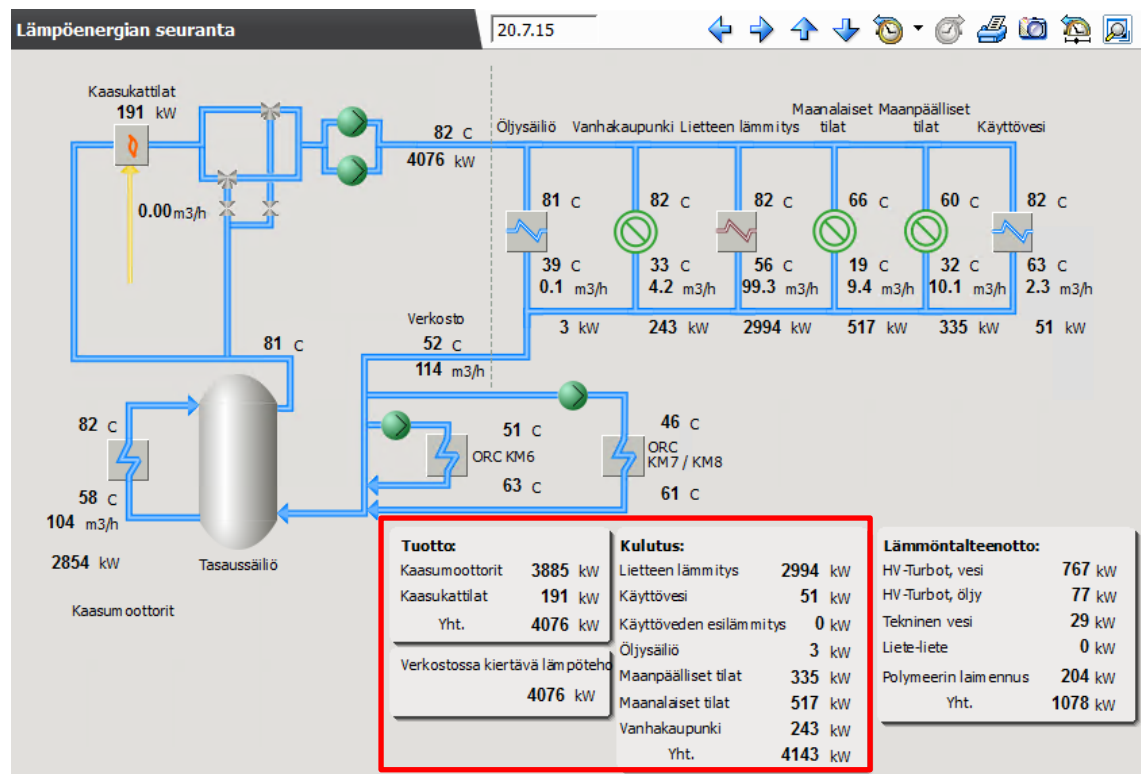 Lämpöenergian seuranta
20.7.15
Kaasukattilat
191 kW
0.00 m3/h
82 C
4076 kW
Öljysäiliö
Vanhakaupunki
Lietteen lämmitys
Maanalaiset
tilat
Maanpäälliset
tilat
Käyttövesi
81 C
82 C
82 C
66 C
60 C
82 C
39 C
33 C
56 C
19 C
32 C
63 C
0.1 m3/h
4.2 m3/h
99.3 m3/h
9.4 m3/h
10.1 m3/h
2.3 m3/h
3 kW
243 kW
2994 kW
517 kW
335 kW
51 kW
Verkosto
52 C
114 m3/h
81 C
82 C
58 C
104 m3/h
2854 kW
Tasaussäiliö
Kaasumoottorit
51 C
ORC KM6
63 C
46 C
ORC
KM7 / KM8
61 C
Tuotto:
Kaasumoottorit 3885 kW
Kaasukattilat 191 kW
Yht. 4076 kW
Verkostossa kiertävä lämpöteho
4076 kW
Kulutus:
Lietteen lämmitys 2994 kW
Käyttövesi 51 kW
Käyttöveden esilämmitys 0 kW
Öljysäiliö 3 kW
Maanpäälliset tilat 335 kW
Maanalaiset tilat 517 kW
Vanhakaupunki 243 kW
Yht. 4143 kW
Lämmöntalteenotto:
HV-Turbot, vesi 767 kW
HV-Turbot, öljy 77 kW
Tekninen vesi 29 kW
Liete-liete 0 kW
Polymeerin laimennus 204 kW
Yht. 1078 kW